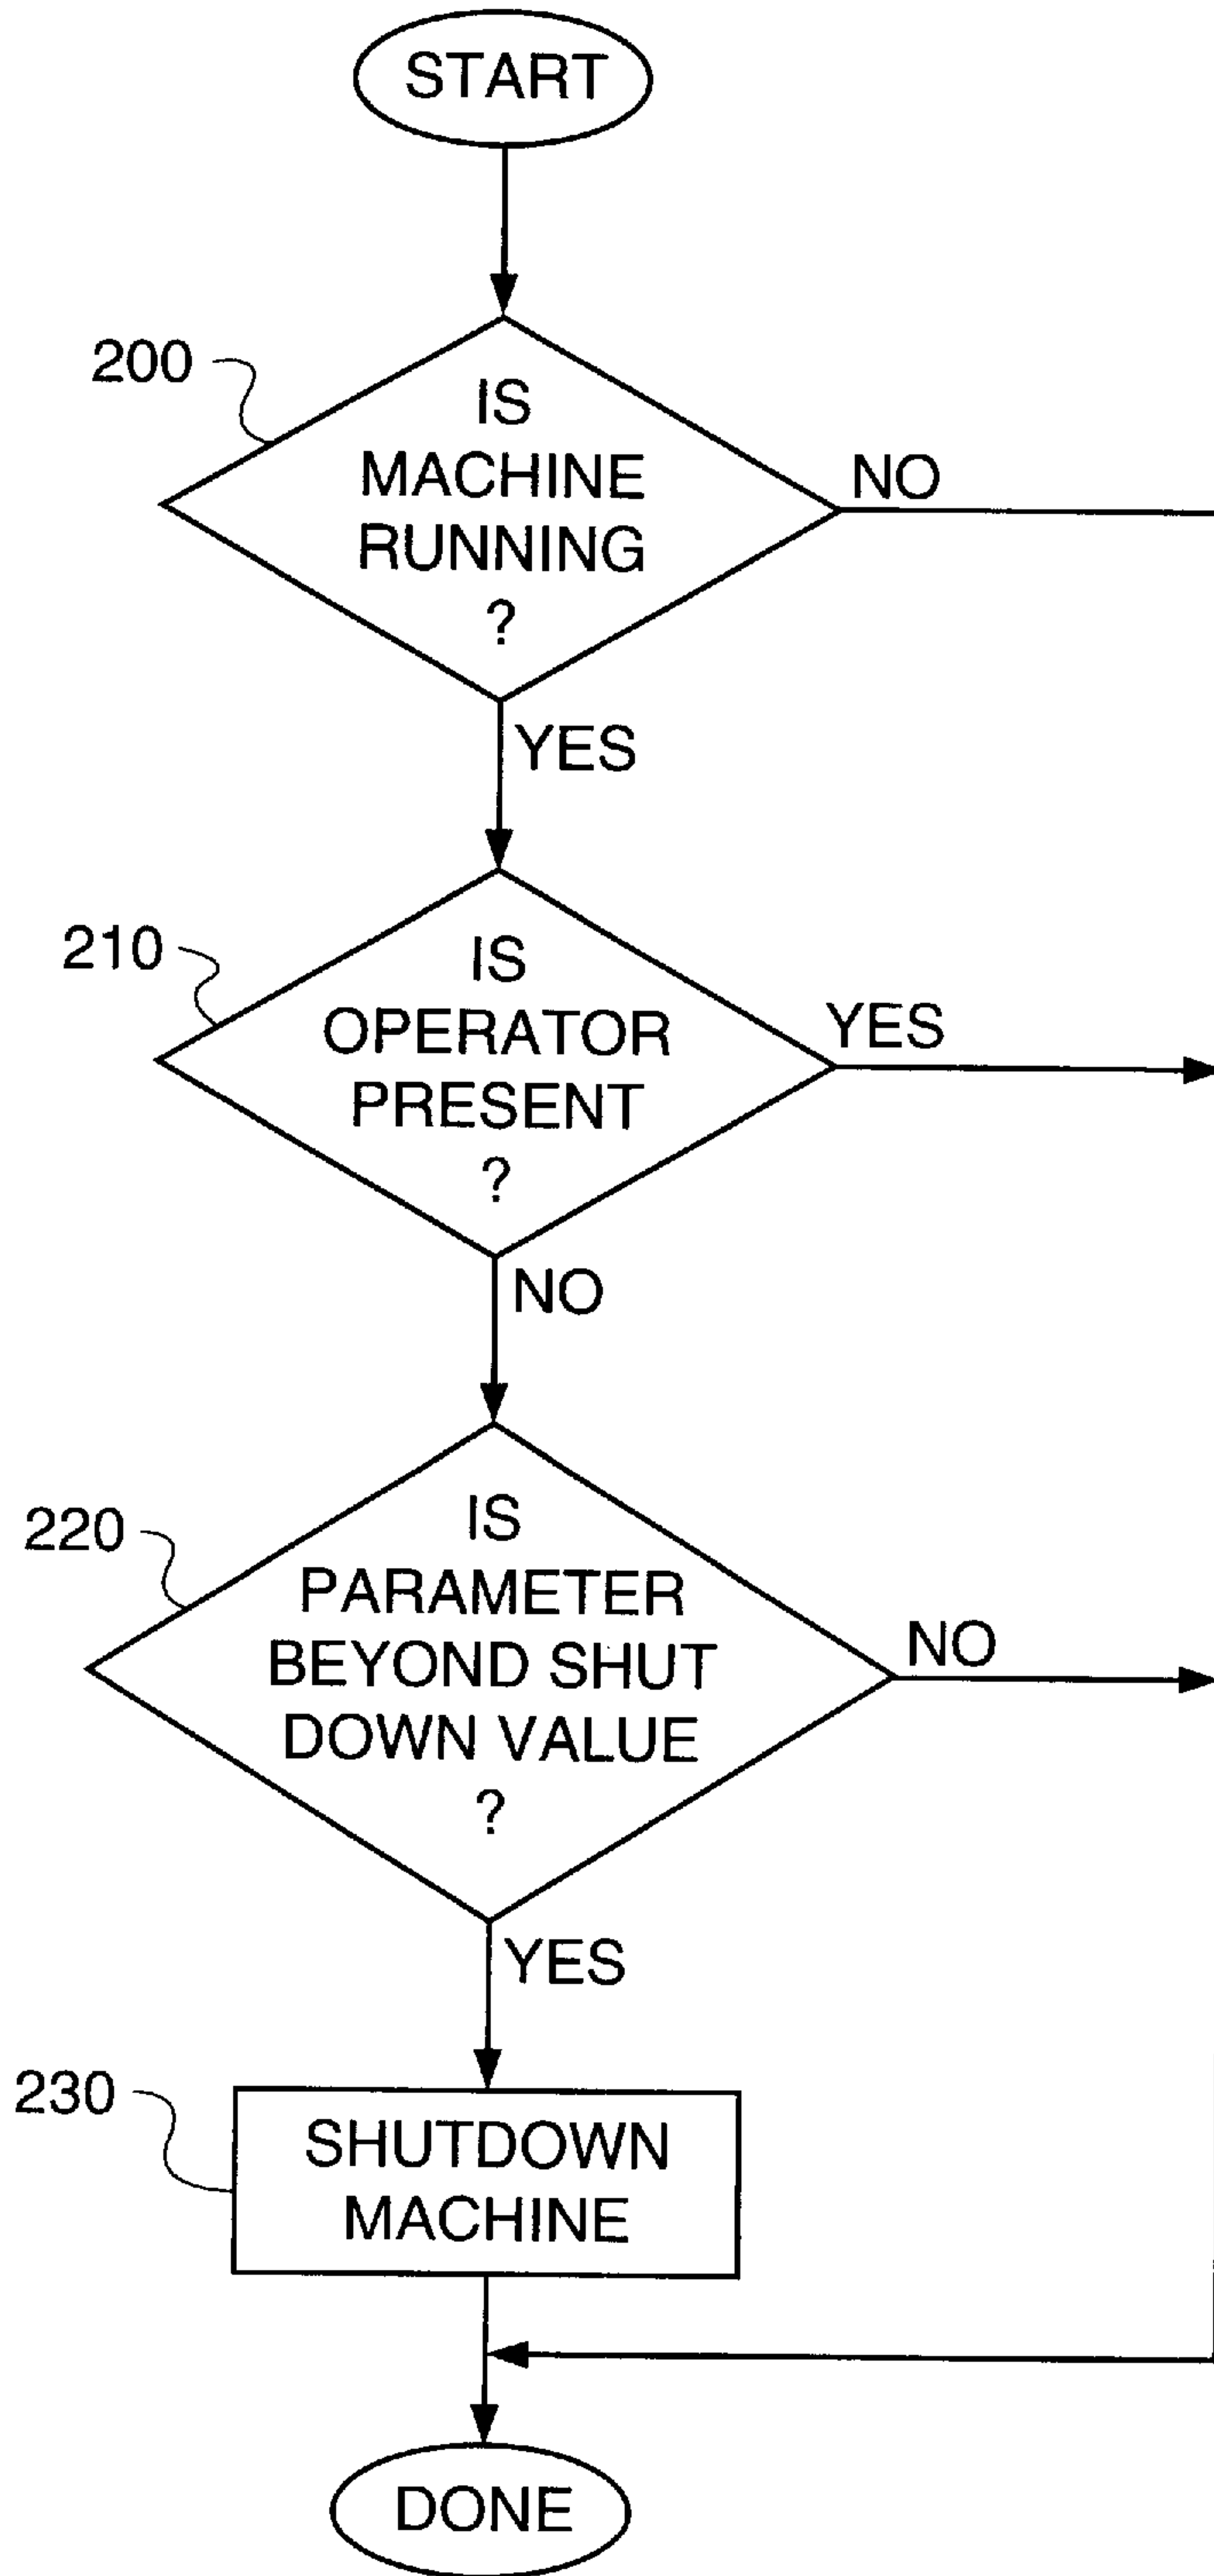 START
200
IS
MACHINE
RUNNING
?
NO
YES
210
IS
OPERATOR
PRESENT
?
YES
NO
220
IS
PARAMETER
BEYOND SHUT
DOWN VALUE
?
NO
YES
230
SHUTDOWN
MACHINE
DONE